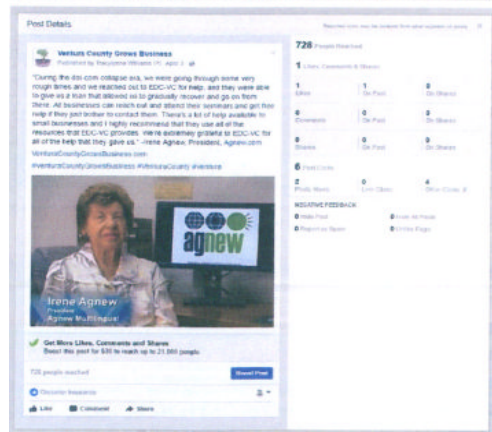 Post Details
Ventura County Grows Business
Published by
April 3
"During the dot-com collapse era, we were going through some very
rough times and we reached out to EDC-VC for help, and they were able
to give us a loan that allowed us to gradually recover and go on from
there. All businesses can reach out and attend their seminars and get free
help if they just bother to contact them. There's a lot of help available to
small businesses and I highly recommend that they use all of the
resources that EDC-VC provides. We're extremely grateful to EDC-VC for
all of the help that they gave us." -Irene Agnew, President, Agnew.com
VenturaCountyGrowsBusiness.com
#VenturaCountyGrowsBusiness #VenturaCounty #venture
agnew
Irene Agnew
President
Agnew Multilingual
Get More Likes, Comments and Shares
Boost this post for $30 to reach up to 21,000 people.
728 people reached
Boost Post
Like Comment Share
728 People Reached
1 Likes, Comments & Shares
1 Likes
1 On Post
0 On Shares
0 Comments
0 On Post
0 On Shares
0 Shares
0 On Post
0 On Shares
6 Post Clicks
2 Photo Views
0 Link Clicks
4 Other Clicks
NEGATIVE FEEDBACK
0 Hide Post
0 Hide All Posts
0 Report as Spam
0 Unlike Page